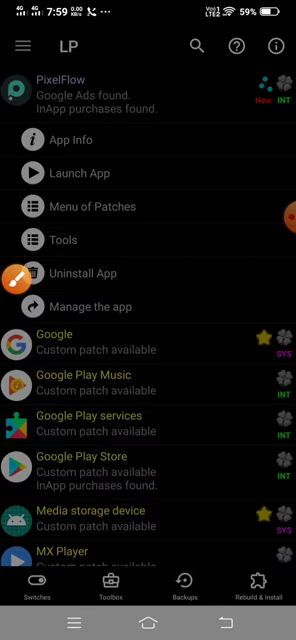 4G 4G 7:59 0.00 KB/s
Vo) LTE2 59%
LP
PixelFlow
Google Ads found.
InApp purchases found.
New INT
App Info
Launch App
Menu of Patches
Tools
Uninstall App
Manage the app
Google
Custom patch available
SYS
Google Play Music
Custom patch available
INT
Google Play services
Custom patch available
INT
Google Play Store
Custom patch available
InApp purchases found.
INT
Media storage device
Custom patch available
SYS
MX Player
Switches Toolbox Backups Rebuild & Install